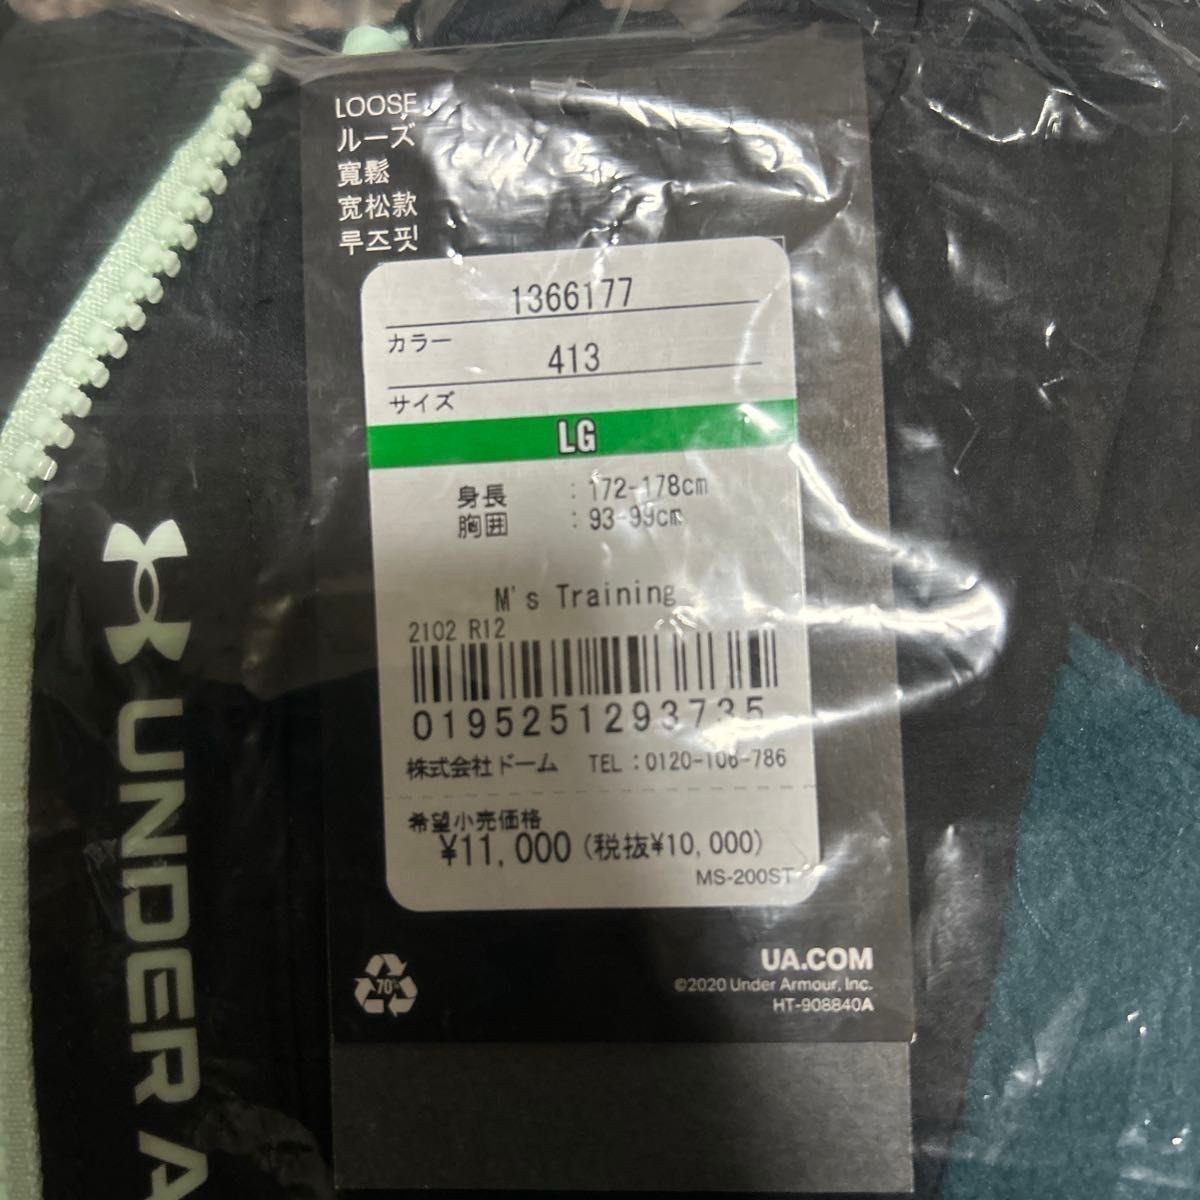 LOOSE
ルーズ
寬鬆
宽松款
루즈핏
1366177
カラー
413
サイズ
LG
身長 : 172-178cm
胸囲 : 93-99cm
M's Training
2102 R12
0195251293735
株式会社ドーム TEL:0120-106-786
希望小売価格
¥11,000 (税抜¥10,000)
MS-200ST
70%
UA.COM
©2020 Under Armour, Inc.
HT-908840A
UNDER A